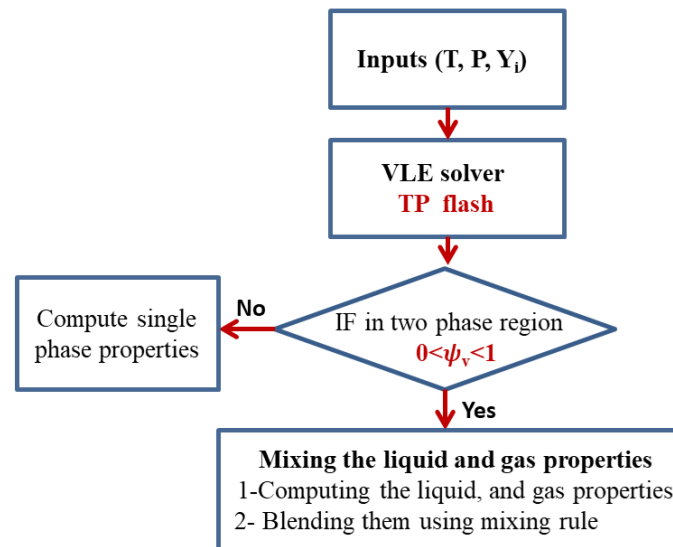 Inputs (T, P, Yi)
VLE solver
TP flash
IF in two phase region
0<ψv<1
No
Compute single
phase properties
Yes
Mixing the liquid and gas properties
1-Computing the liquid, and gas properties
2- Blending them using mixing rule